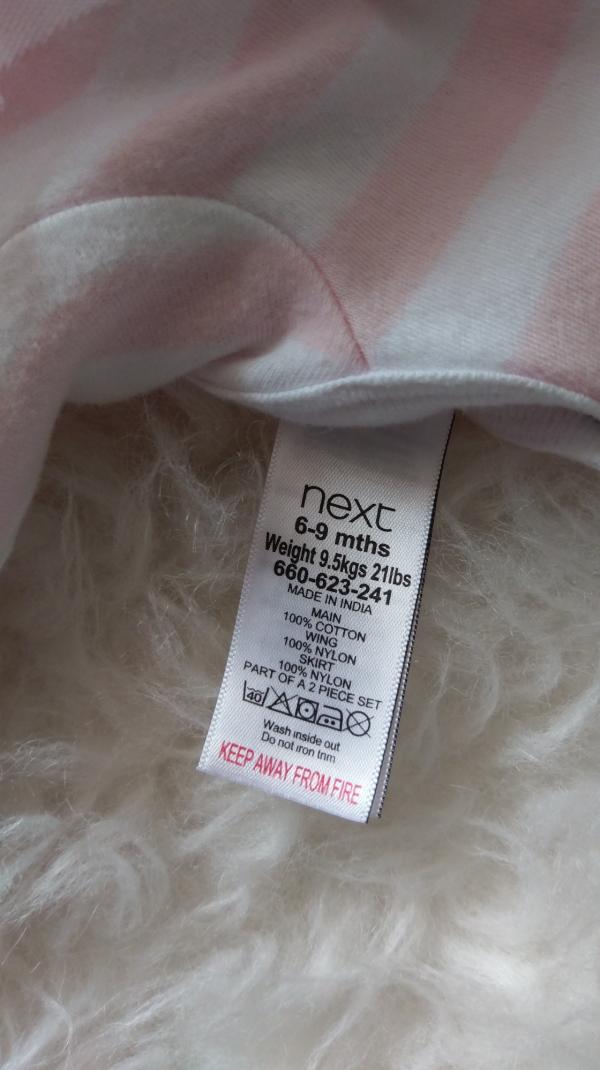 next
6-9 mths
Weight 9.5kgs 21lbs
660-623-241
MADE IN INDIA
MAIN
100% COTTON
WING
100% NYLON
SKIRT
100% NYLON
PART OF A 2 PIECE SET
40
Wash inside out
Do not iron trim
KEEP AWAY FROM FIRE